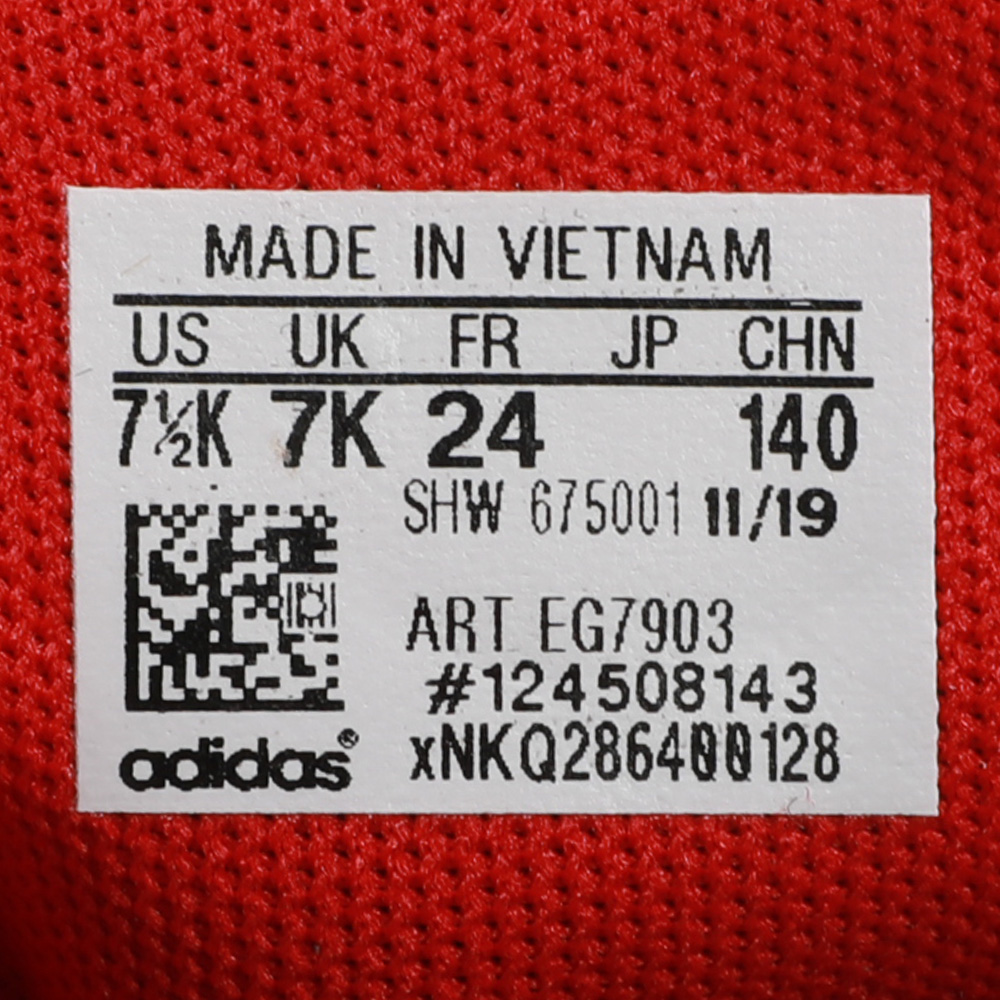 MADE IN VIETNAM
US UK FR JP CHN
7½K 7K 24 140
SHW 675001 11/19
ART EG7903
#124508143
adidas®
xNKQ286400128